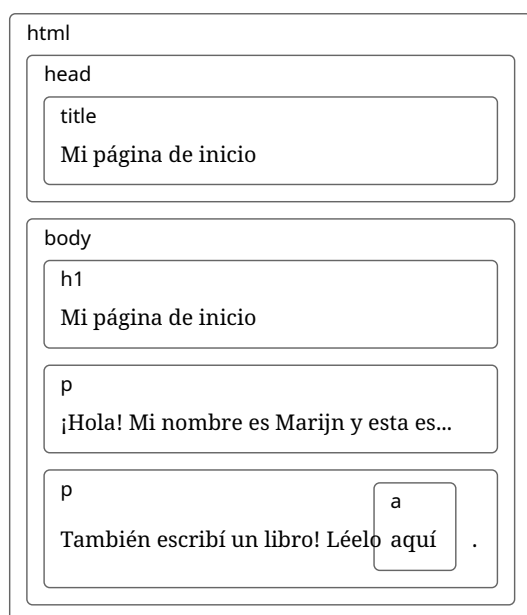 html
head
title
Mi página de inicio
body
h1
Mi página de inicio
p
¡Hola! Mi nombre es Marijn y esta es...
p
a
También escribí un libro! Léelo aquí .